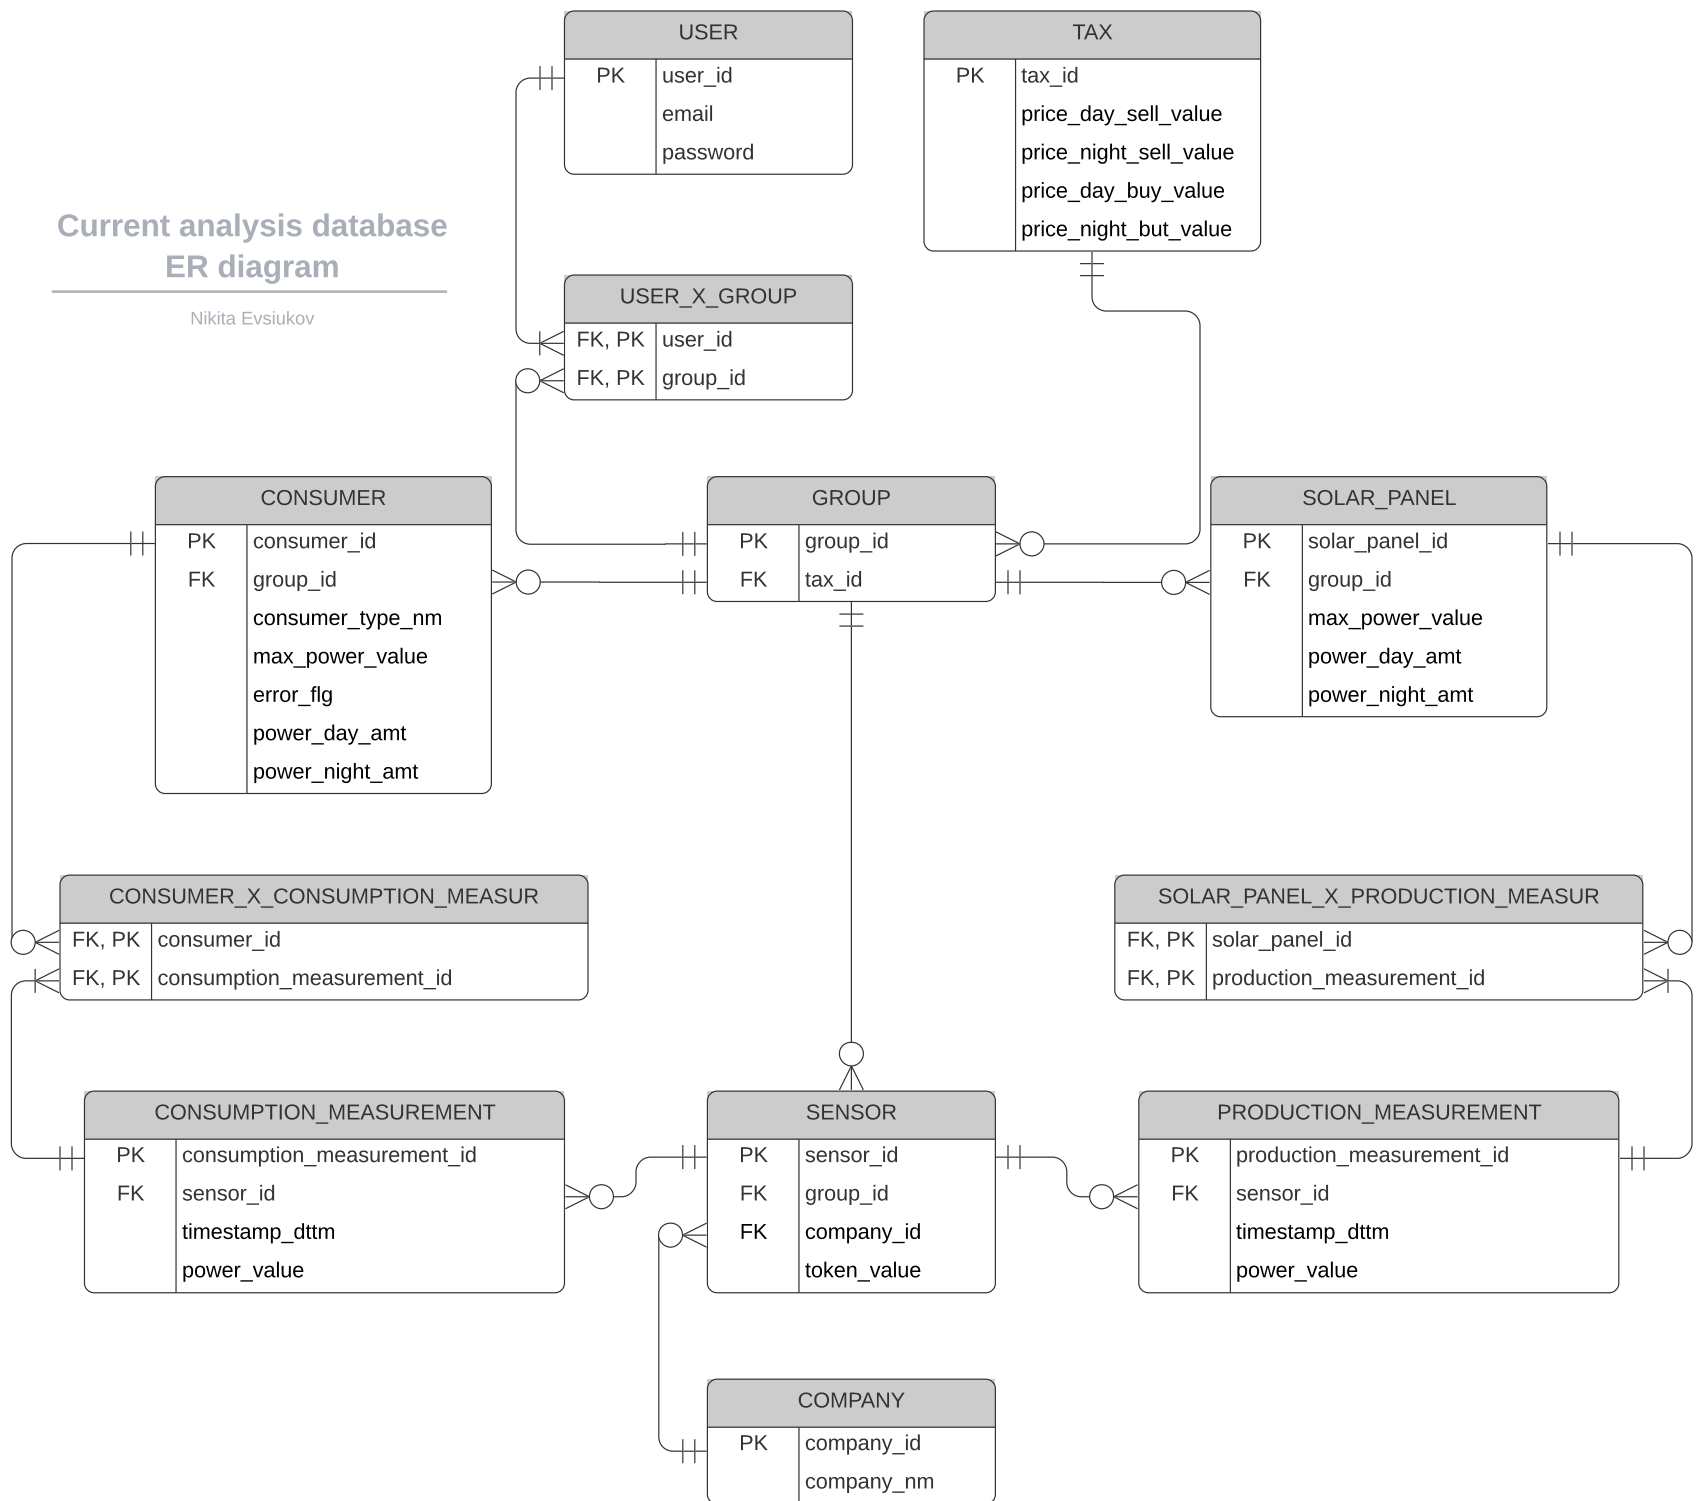 USER
PK user_id
email
password
TAX
PK tax_id
price_day_sell_value
price_night_sell_value
price_day_buy_value
price_night_but_value
Current analysis database
ER diagram
Nikita Evsiukov
USER_X_GROUP
FK, PK user_id
FK, PK group_id
CONSUMER
PK consumer_id
FK group_id
consumer_type_nm
max_power_value
error_flg
power_day_amt
power_night_amt
GROUP
PK group_id
FK tax_id
SOLAR_PANEL
PK solar_panel_id
FK group_id
max_power_value
power_day_amt
power_night_amt
CONSUMER_X_CONSUMPTION_MEASUR
FK, PK consumer_id
FK, PK consumption_measurement_id
SOLAR_PANEL_X_PRODUCTION_MEASUR
FK, PK solar_panel_id
FK, PK production_measurement_id
CONSUMPTION_MEASUREMENT
PK consumption_measurement_id
FK sensor_id
timestamp_dttm
power_value
SENSOR
PK sensor_id
FK group_id
FK company_id
token_value
PRODUCTION_MEASUREMENT
PK production_measurement_id
FK sensor_id
timestamp_dttm
power_value
COMPANY
PK company_id
company_nm